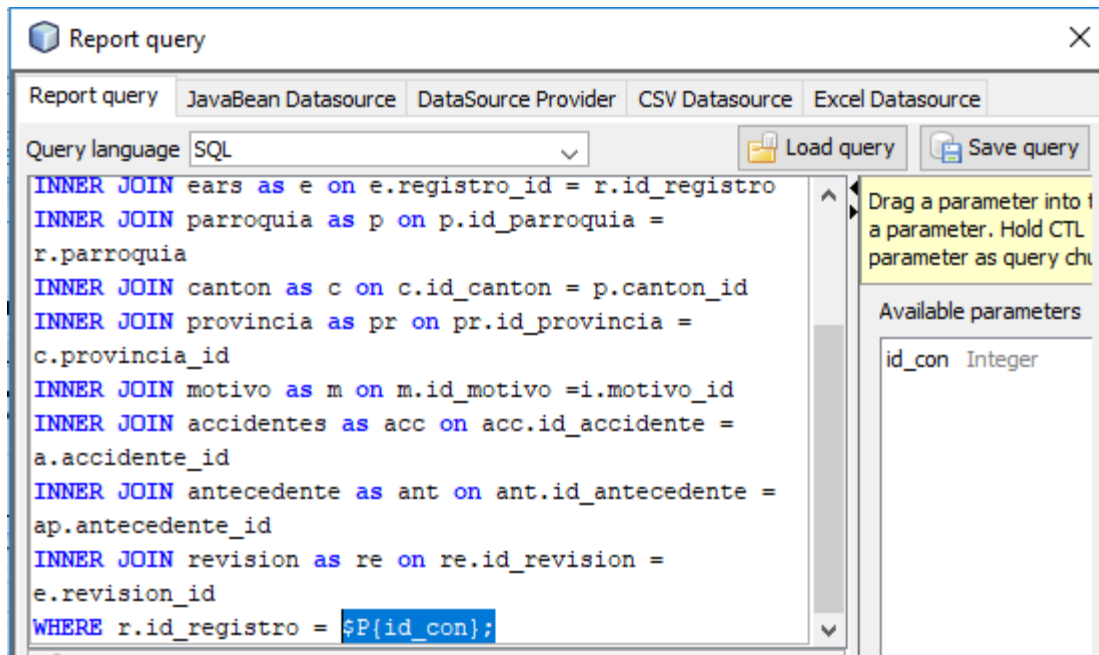 Report query
Report query JavaBean Datasource DataSource Provider CSV Datasource Excel Datasource
Query language SQL Load query Save query
INNER JOIN ears as e on e.registro_id = r.id_registro
INNER JOIN parroquia as p on p.id_parroquia =
r.parroquia
INNER JOIN canton as c on c.id_canton = p.canton_id
INNER JOIN provincia as pr on pr.id_provincia =
c.provincia_id
INNER JOIN motivo as m on m.id_motivo =i.motivo_id
INNER JOIN accidentes as acc on acc.id_accidente =
a.accidente_id
INNER JOIN antecedente as ant on ant.id_antecedente =
ap.antecedente_id
INNER JOIN revision as re on re.id_revision =
e.revision_id
WHERE r.id_registro = $P{id_con};
Drag a parameter into t
a parameter. Hold CTL
parameter as query chu
Available parameters
id_con Integer